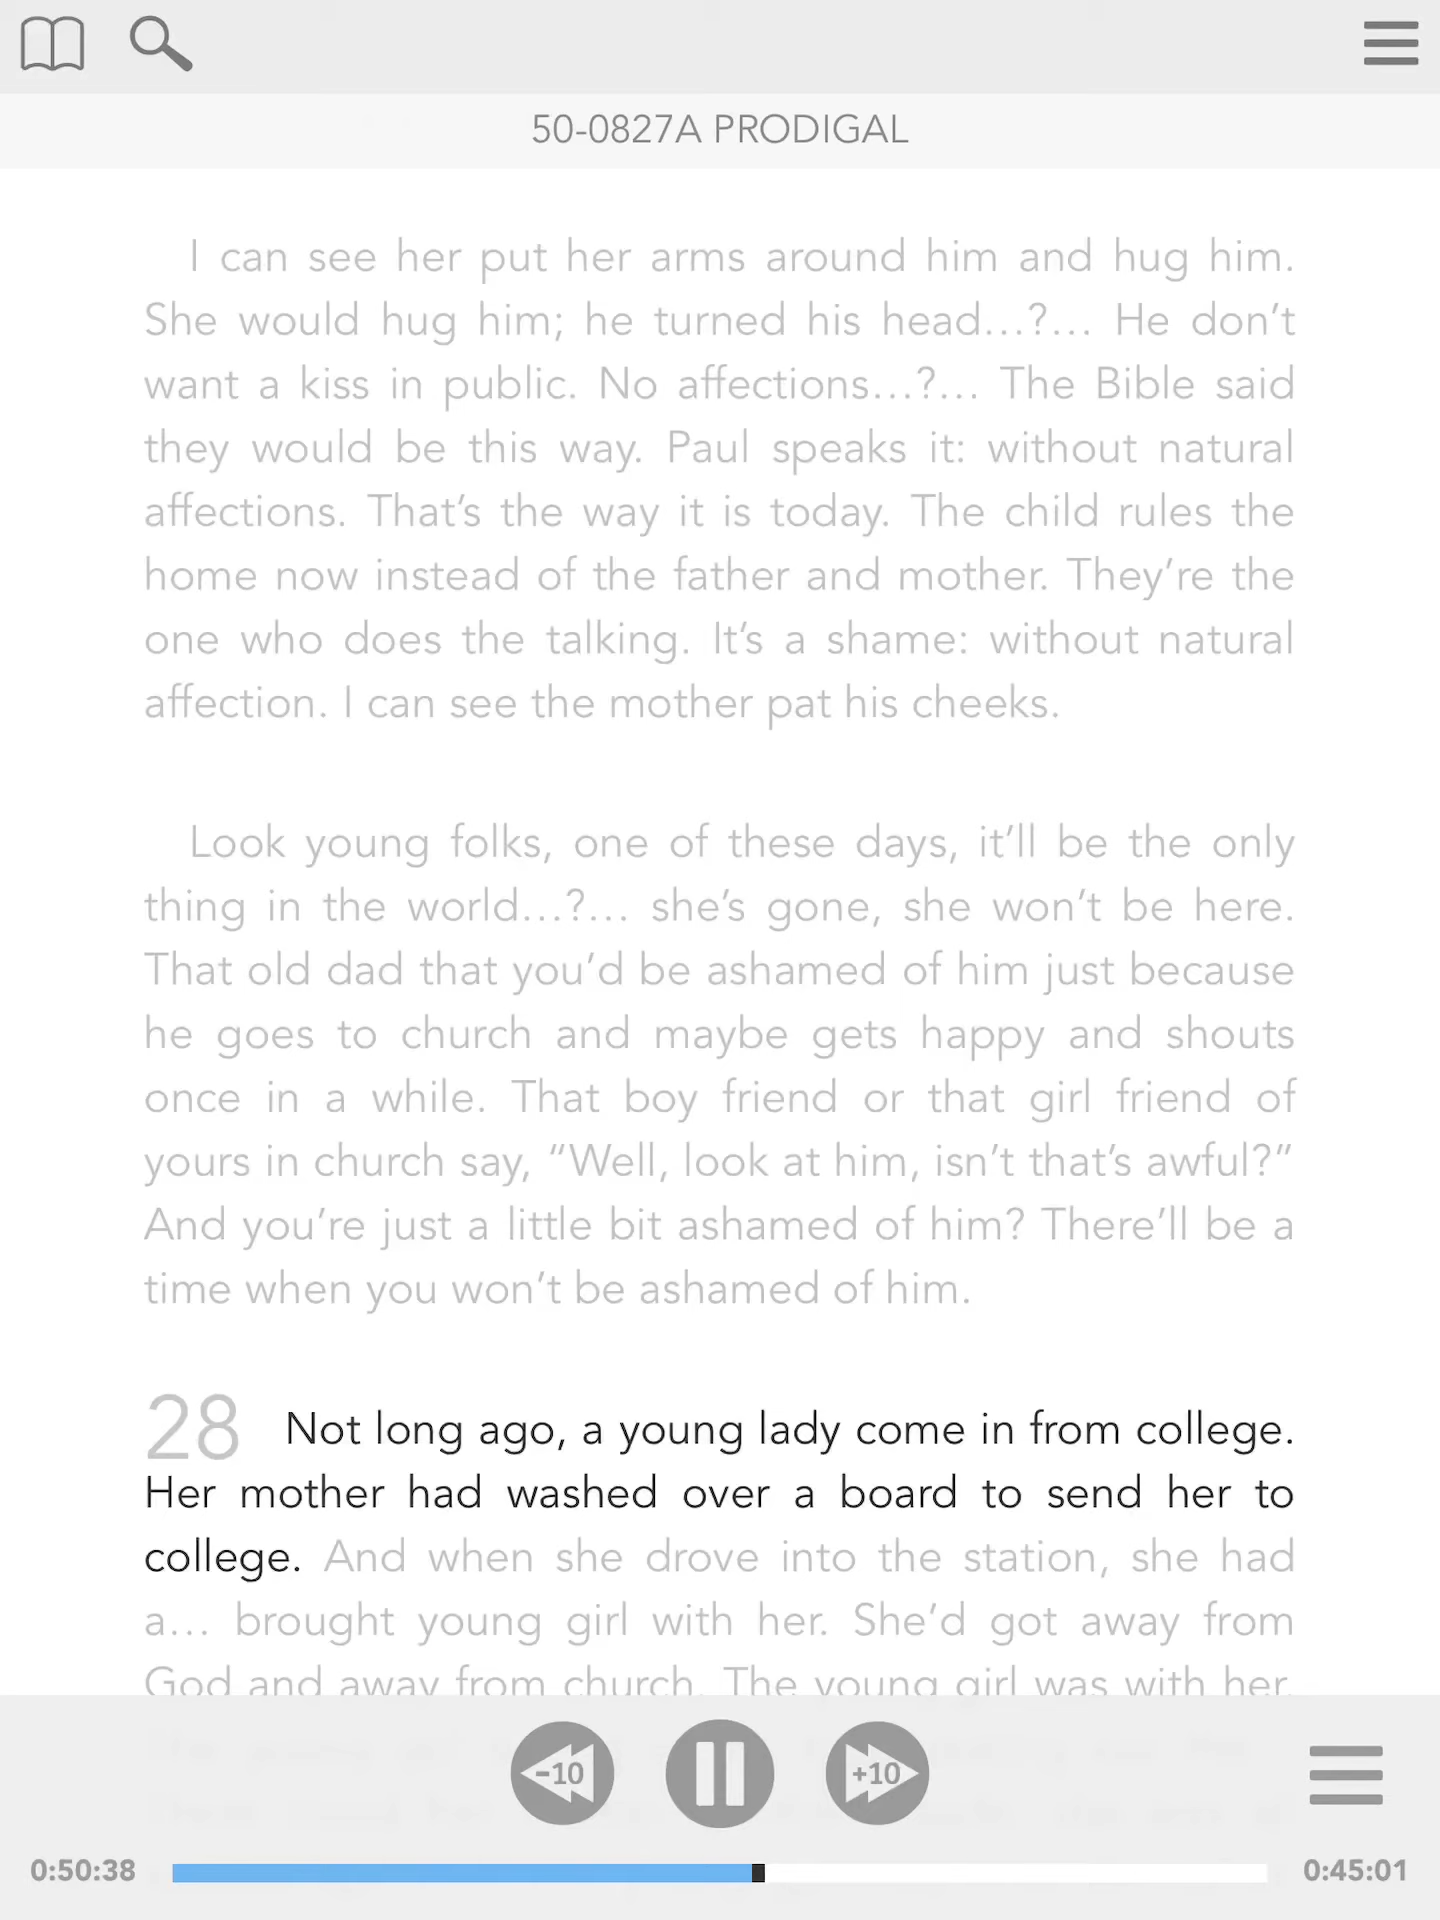 50-0827A PRODIGAL
I can see her put her arms around him and hug him.
She would hug him; he turned his head…?… He don’t
want a kiss in public. No affections…?… The Bible said
they would be this way. Paul speaks it: without natural
affections. That’s the way it is today. The child rules the
home now instead of the father and mother. They’re the
one who does the talking. It’s a shame: without natural
affection. I can see the mother pat his cheeks.
Look young folks, one of these days, it’ll be the only
thing in the world…?… she’s gone, she won’t be here.
That old dad that you’d be ashamed of him just because
he goes to church and maybe gets happy and shouts
once in a while. That boy friend or that girl friend of
yours in church say, “Well, look at him, isn’t that’s awful?”
And you’re just a little bit ashamed of him? There’ll be a
time when you won’t be ashamed of him.
28 Not long ago, a young lady come in from college.
Her mother had washed over a board to send her to
college. And when she drove into the station, she had
a… brought young girl with her. She’d got away from
God and away from church. The young girl was with her.
-10 +10
0:50:38 0:45:01